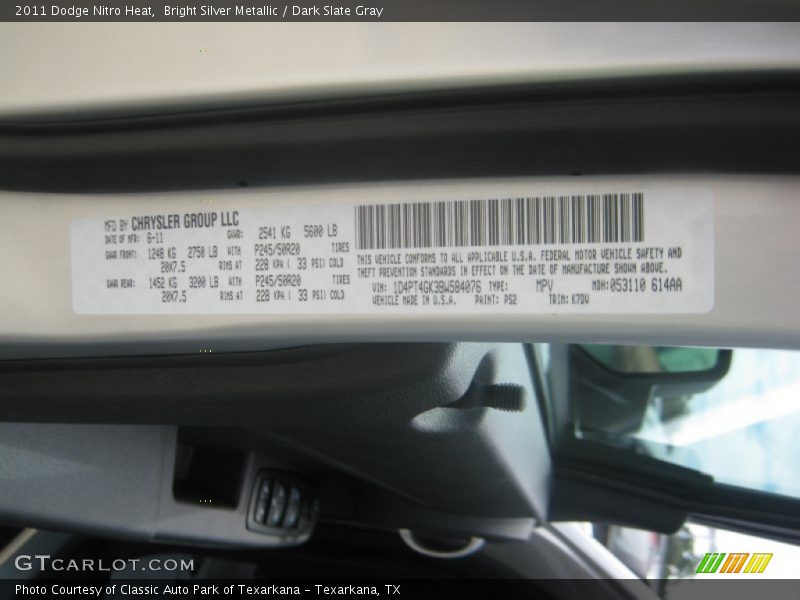 2011 Dodge Nitro Heat,  Bright Silver Metallic / Dark Slate Gray
MFD BY CHRYSLER GROUP LLC
DATE OF MFR: 6-11 GVWR: 2541 KG 5600 LB
GAWR FRONT: 1248 KG 2750 LB WITH P245/50R20 TIRES
20X7.5 RIMS AT 228 KPA ( 33 PSI) COLD
GAWR REAR: 1452 KG 3200 LB WITH P245/50R20 TIRES
20X7.5 RIMS AT 228 KPA ( 33 PSI) COLD
THIS VEHICLE CONFORMS TO ALL APPLICABLE U.S.A. FEDERAL MOTOR VEHICLE SAFETY AND
THEFT PREVENTION STANDARDS IN EFFECT ON THE DATE OF MANUFACTURE SHOWN ABOVE.
VIN: 1D4PT4GK3BW584076 TYPE: MPV MDH: 053110 614AA
VEHICLE MADE IN U.S.A. PAINT: PS2 TRIM: K7DV
GTCARLOT.COM
Photo Courtesy of Classic Auto Park of Texarkana - Texarkana, TX